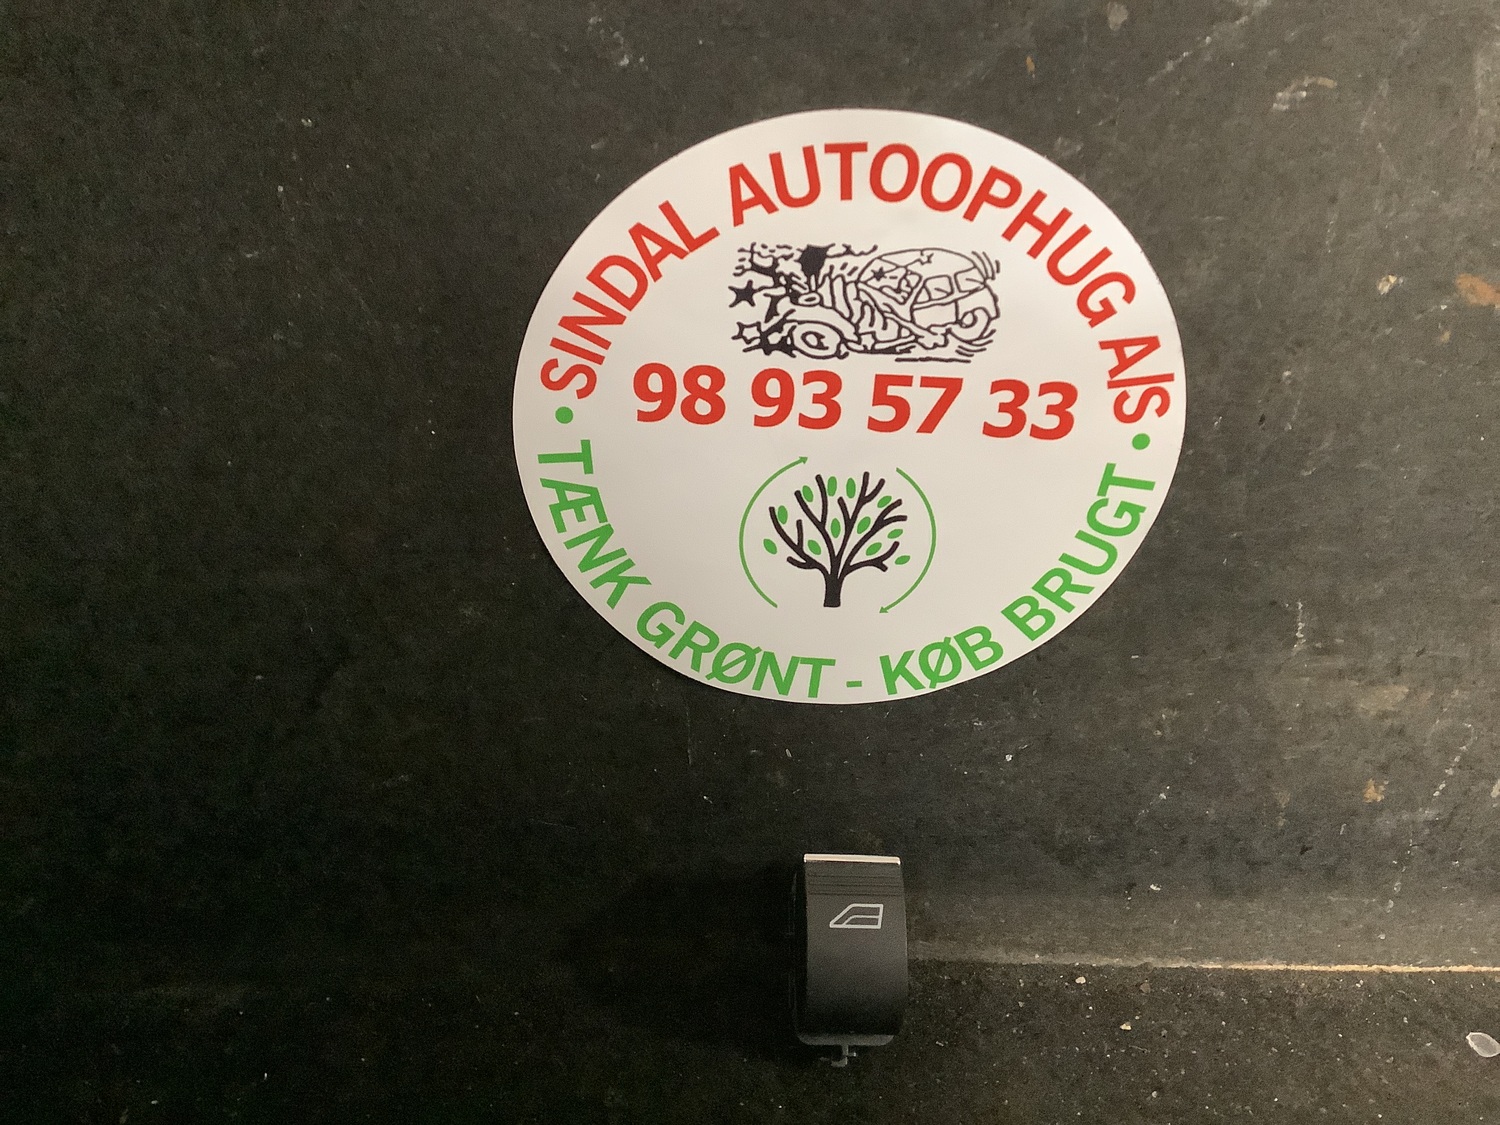 SINDAL AUTOOPHUG A/S
98 93 57 33
• TÆNK GRØNT - KØB BRUGT •